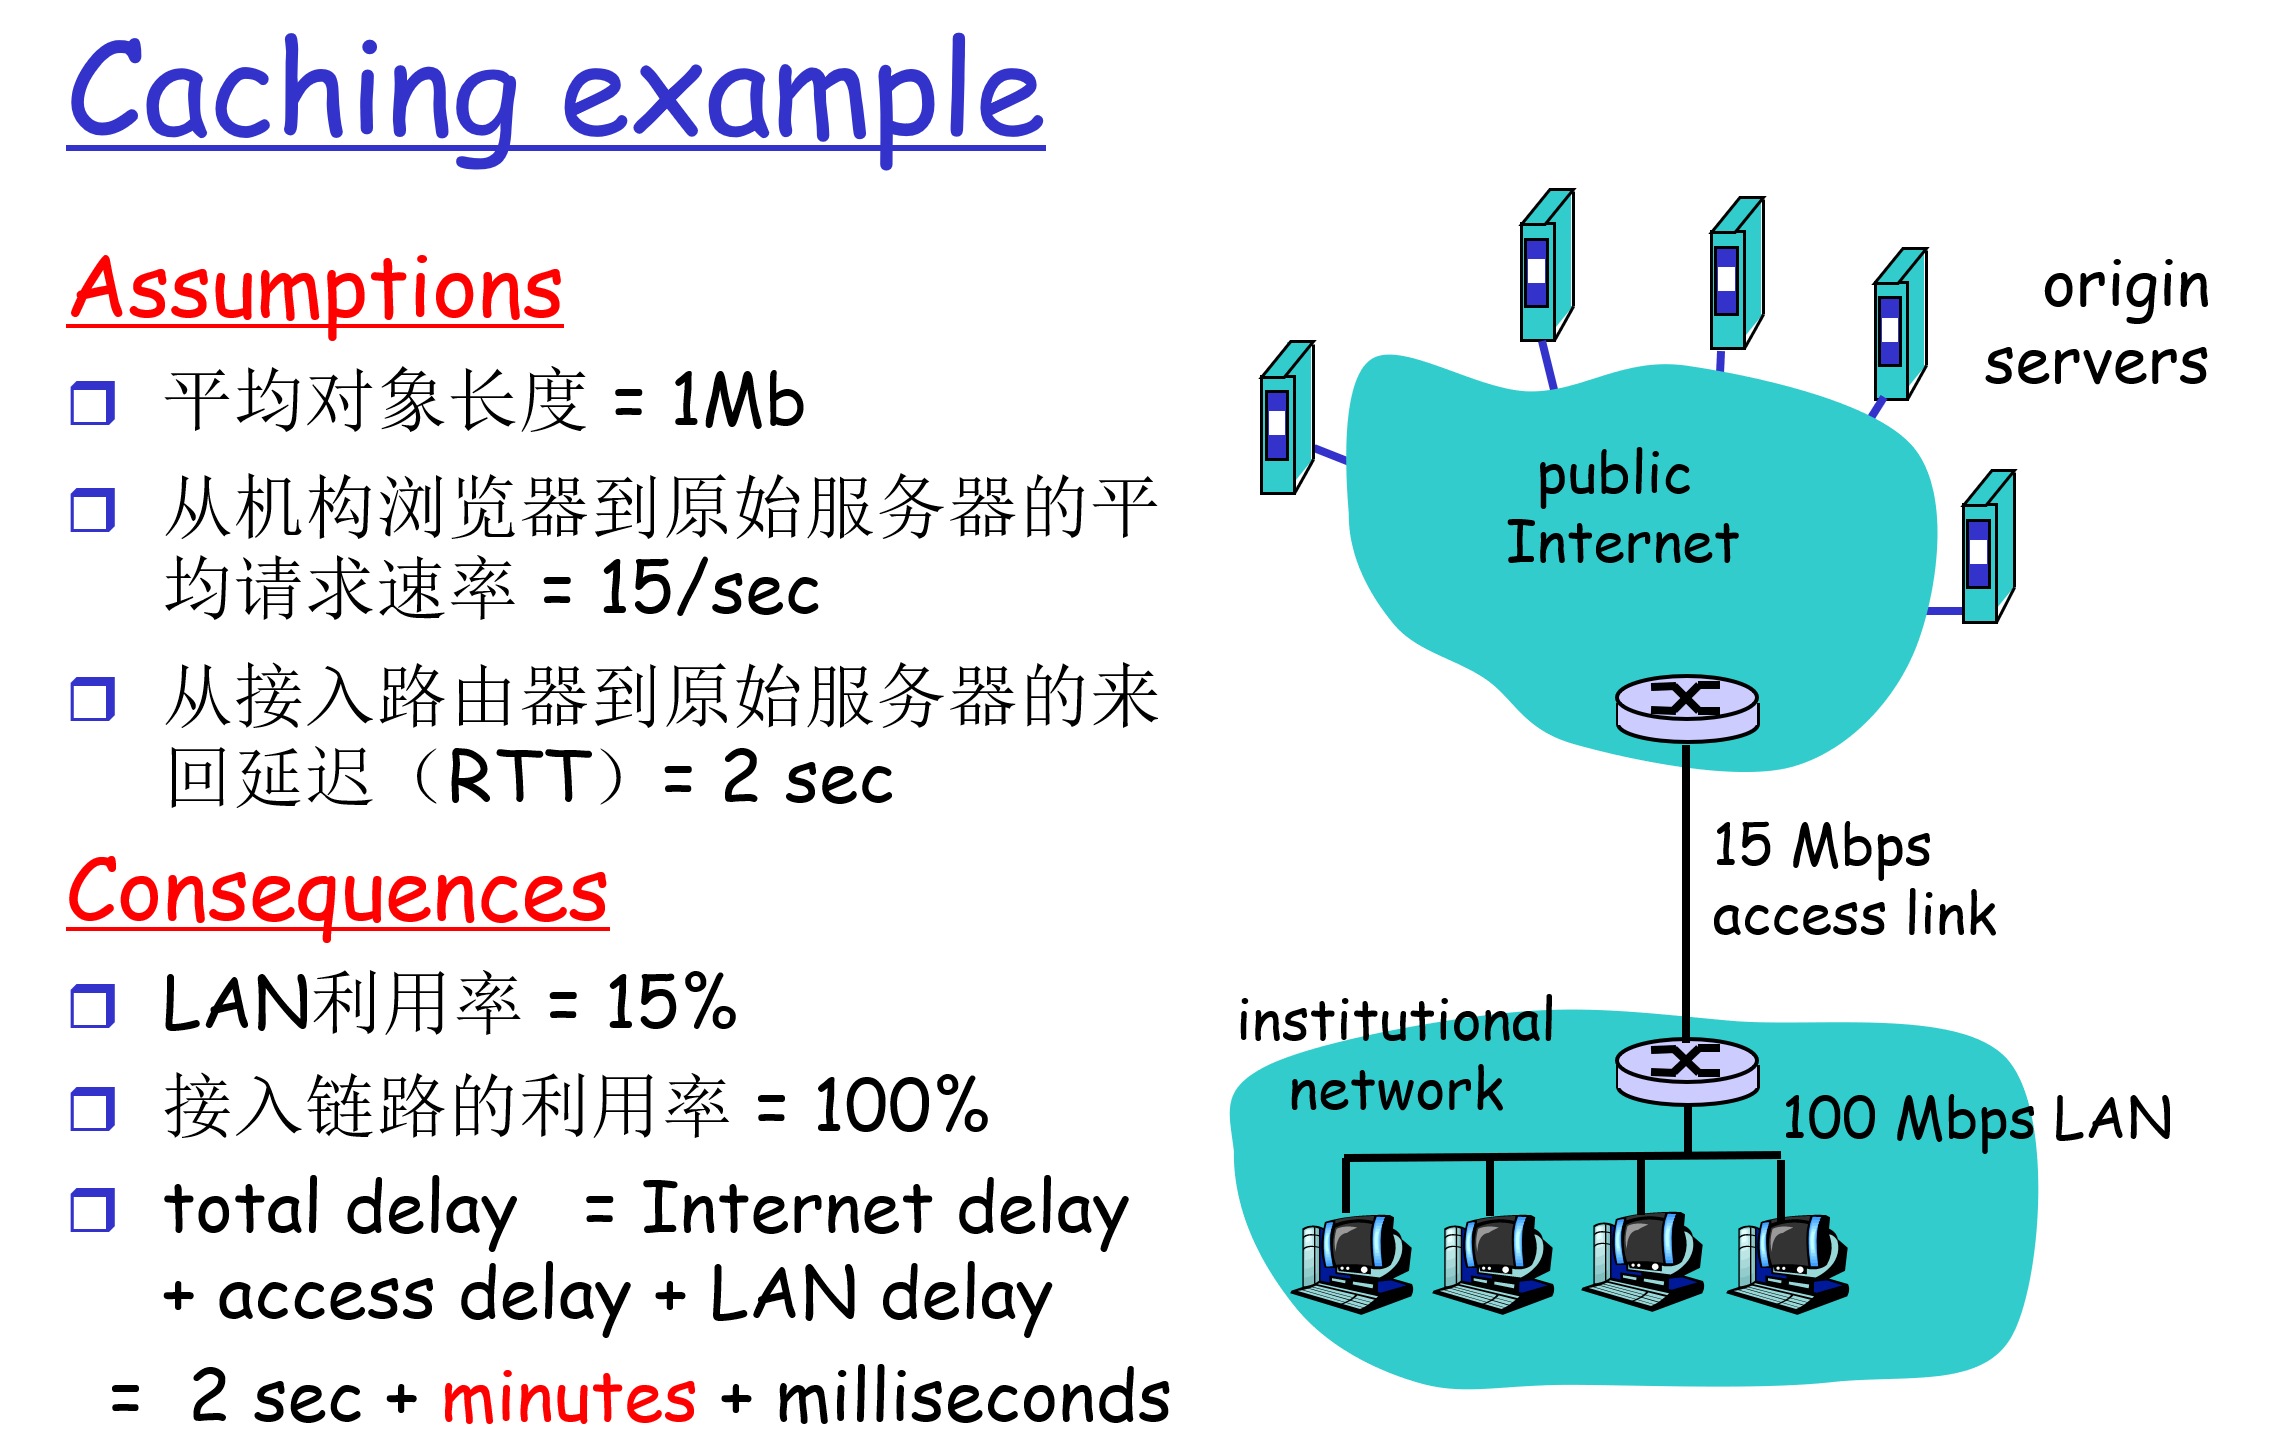 Caching example
Assumptions
平均对象长度 = 1Mb
从机构浏览器到原始服务器的平
均请求速率 = 15/sec
从接入路由器到原始服务器的来
回延迟（RTT）= 2 sec
Consequences
LAN利用率 = 15%
接入链路的利用率 = 100%
total delay = Internet delay
+ access delay + LAN delay
= 2 sec + minutes + milliseconds
origin
servers
public
Internet
15 Mbps
access link
institutional
network
100 Mbps LAN